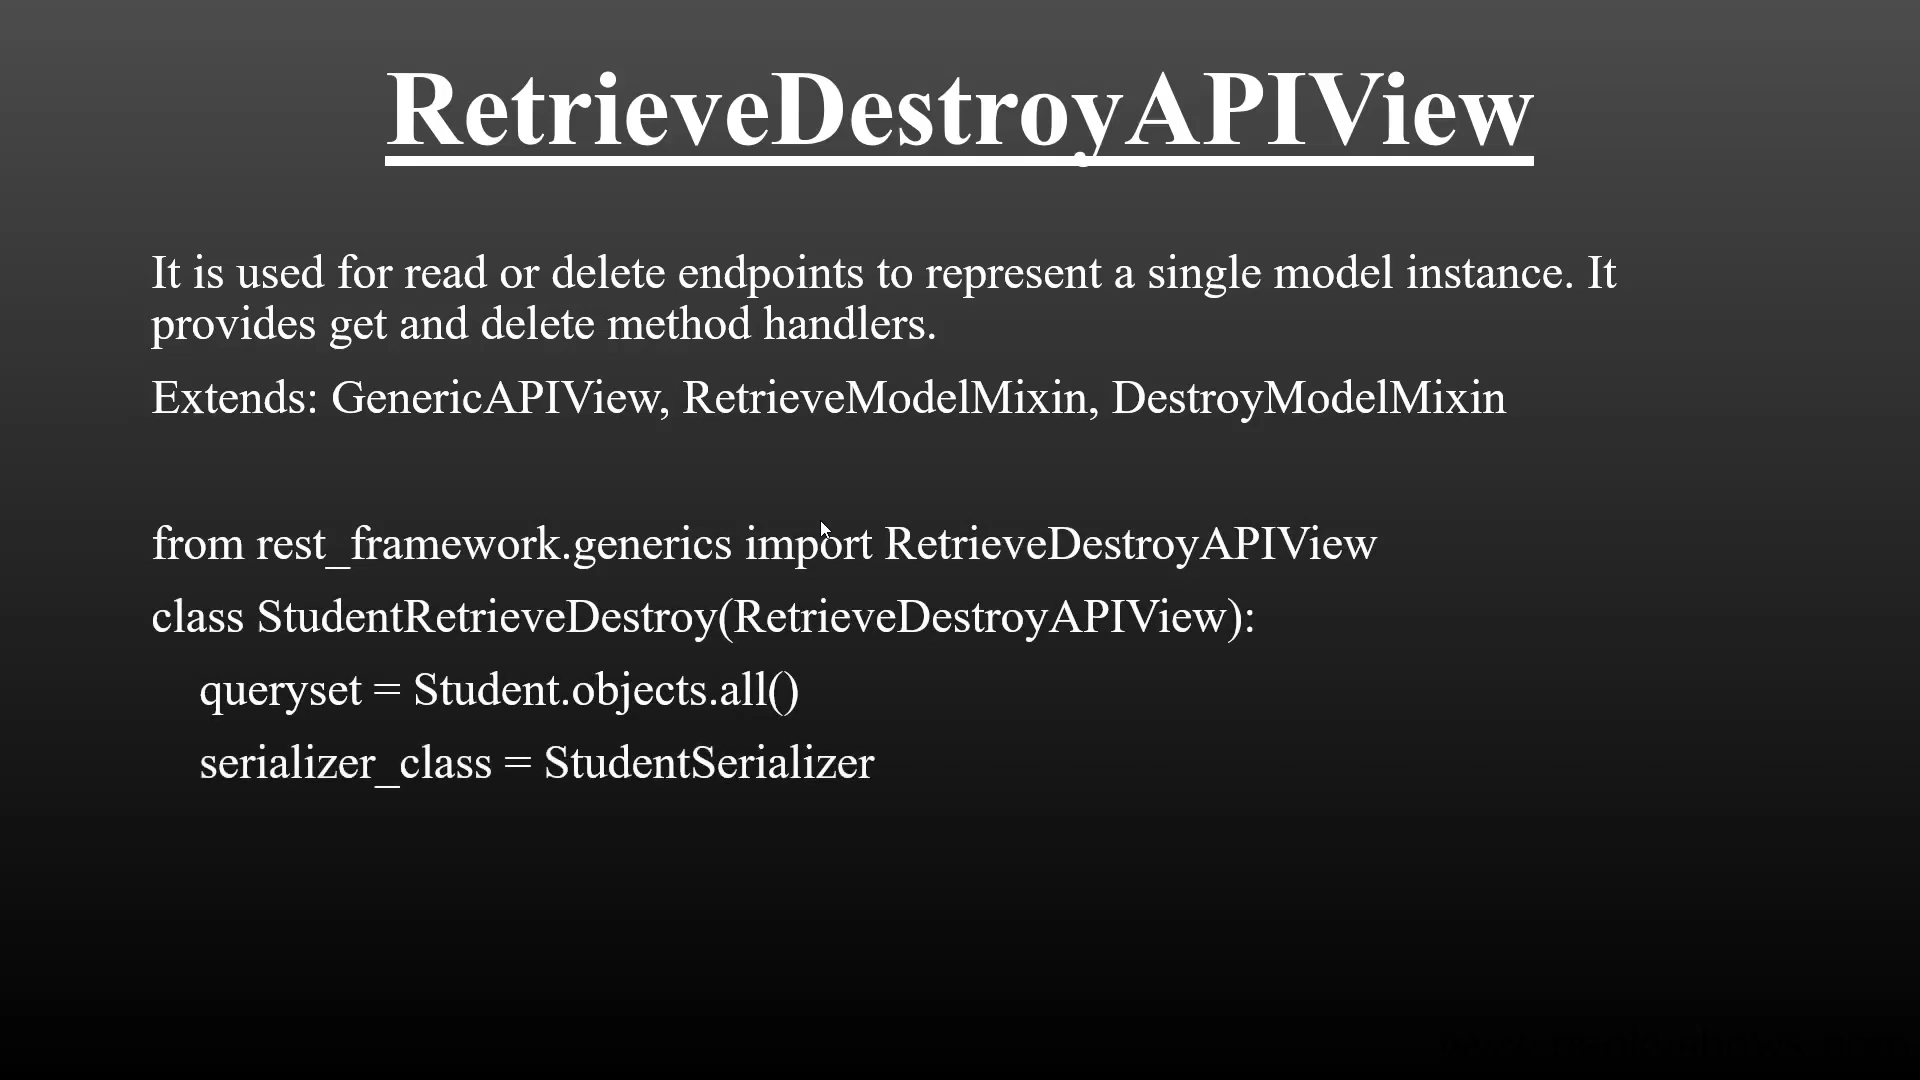 RetrieveDestroyAPIView
It is used for read or delete endpoints to represent a single model instance. It
provides get and delete method handlers.
Extends: GenericAPIView, RetrieveModelMixin, DestroyModelMixin
from rest_framework.generics import RetrieveDestroyAPIView
class StudentRetrieveDestroy(RetrieveDestroyAPIView):
queryset = Student.objects.all()
serializer_class = StudentSerializer